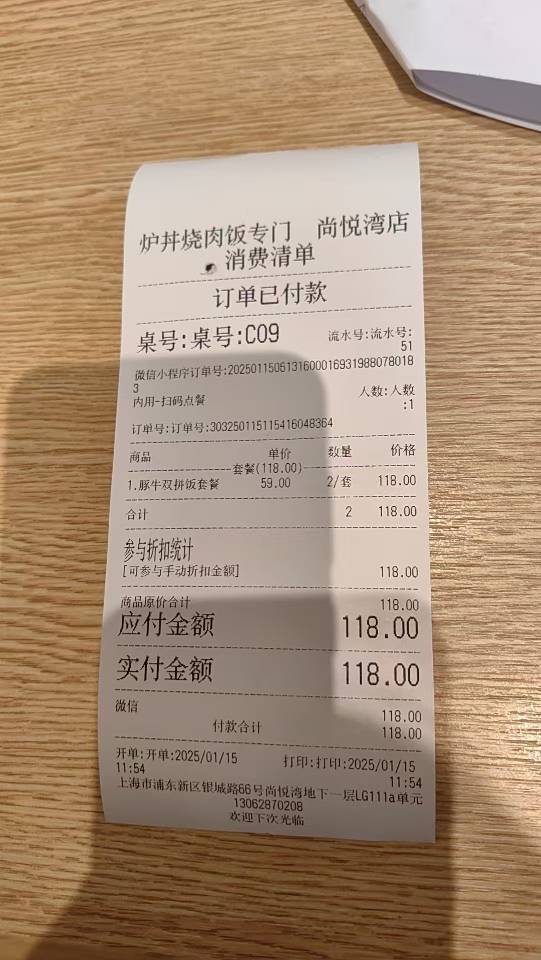 炉丼烧肉饭专门 尚悦湾店
消费清单
订单已付款
桌号:桌号:C09 流水号:流水号:
51
微信小程序订单号:2025011505131600016931988078018
3
内用-扫码点餐 人数:人数
:1
订单号:订单号:303250115115416048364
商品 单价 数量 价格
套餐(118.00)
1.豚牛双拼饭套餐 59.00 2/套 118.00
合计 2 118.00
参与折扣统计
[可参与手动折扣金额] 118.00
商品原价合计 118.00
应付金额 118.00
实付金额 118.00
微信 118.00
付款合计 118.00
开单:开单:2025/01/15 打印:打印:2025/01/15
11:54 11:54
上海市浦东新区银城路66号尚悦湾地下一层LG111a单元
13062870208
欢迎下次光临